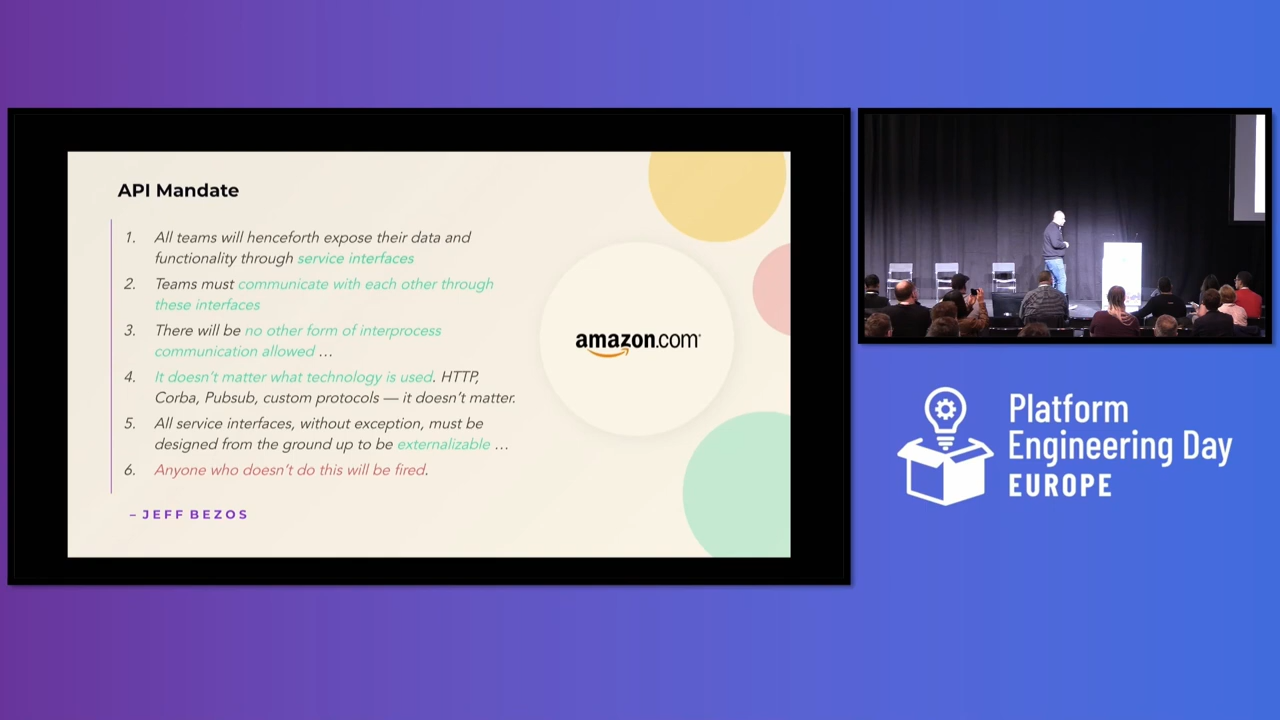 API Mandate
1. All teams will henceforth expose their data and
functionality through service interfaces
2. Teams must communicate with each other through
these interfaces
3. There will be no other form of interprocess
communication allowed …
4. It doesn’t matter what technology is used. HTTP,
Corba, Pubsub, custom protocols — it doesn’t matter.
5. All service interfaces, without exception, must be
designed from the ground up to be externalizable …
6. Anyone who doesn’t do this will be fired.
– JEFF BEZOS
amazon.com
Platform
Engineering Day
EUROPE